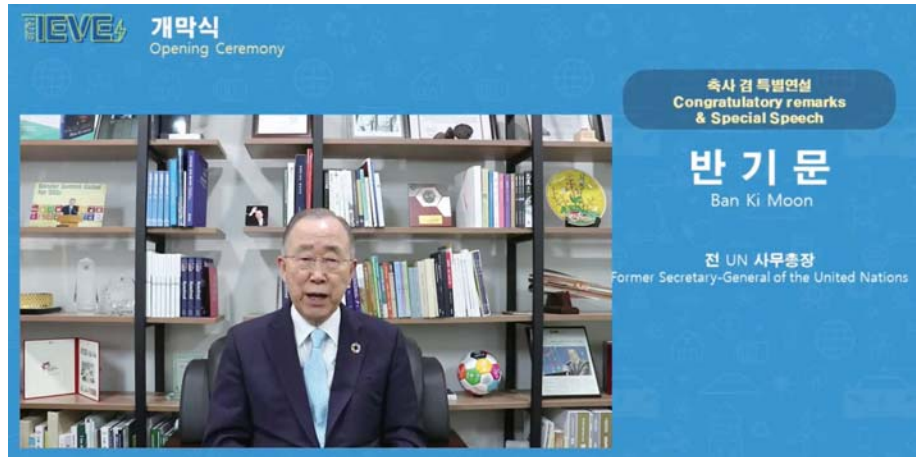 IEVE
개막식
Opening Ceremony
축사 겸 특별연설
Congratulatory remarks
& Special Speech
반기문
Ban Ki Moon
전 UN 사무총장
Former Secretary-General of the United Nations